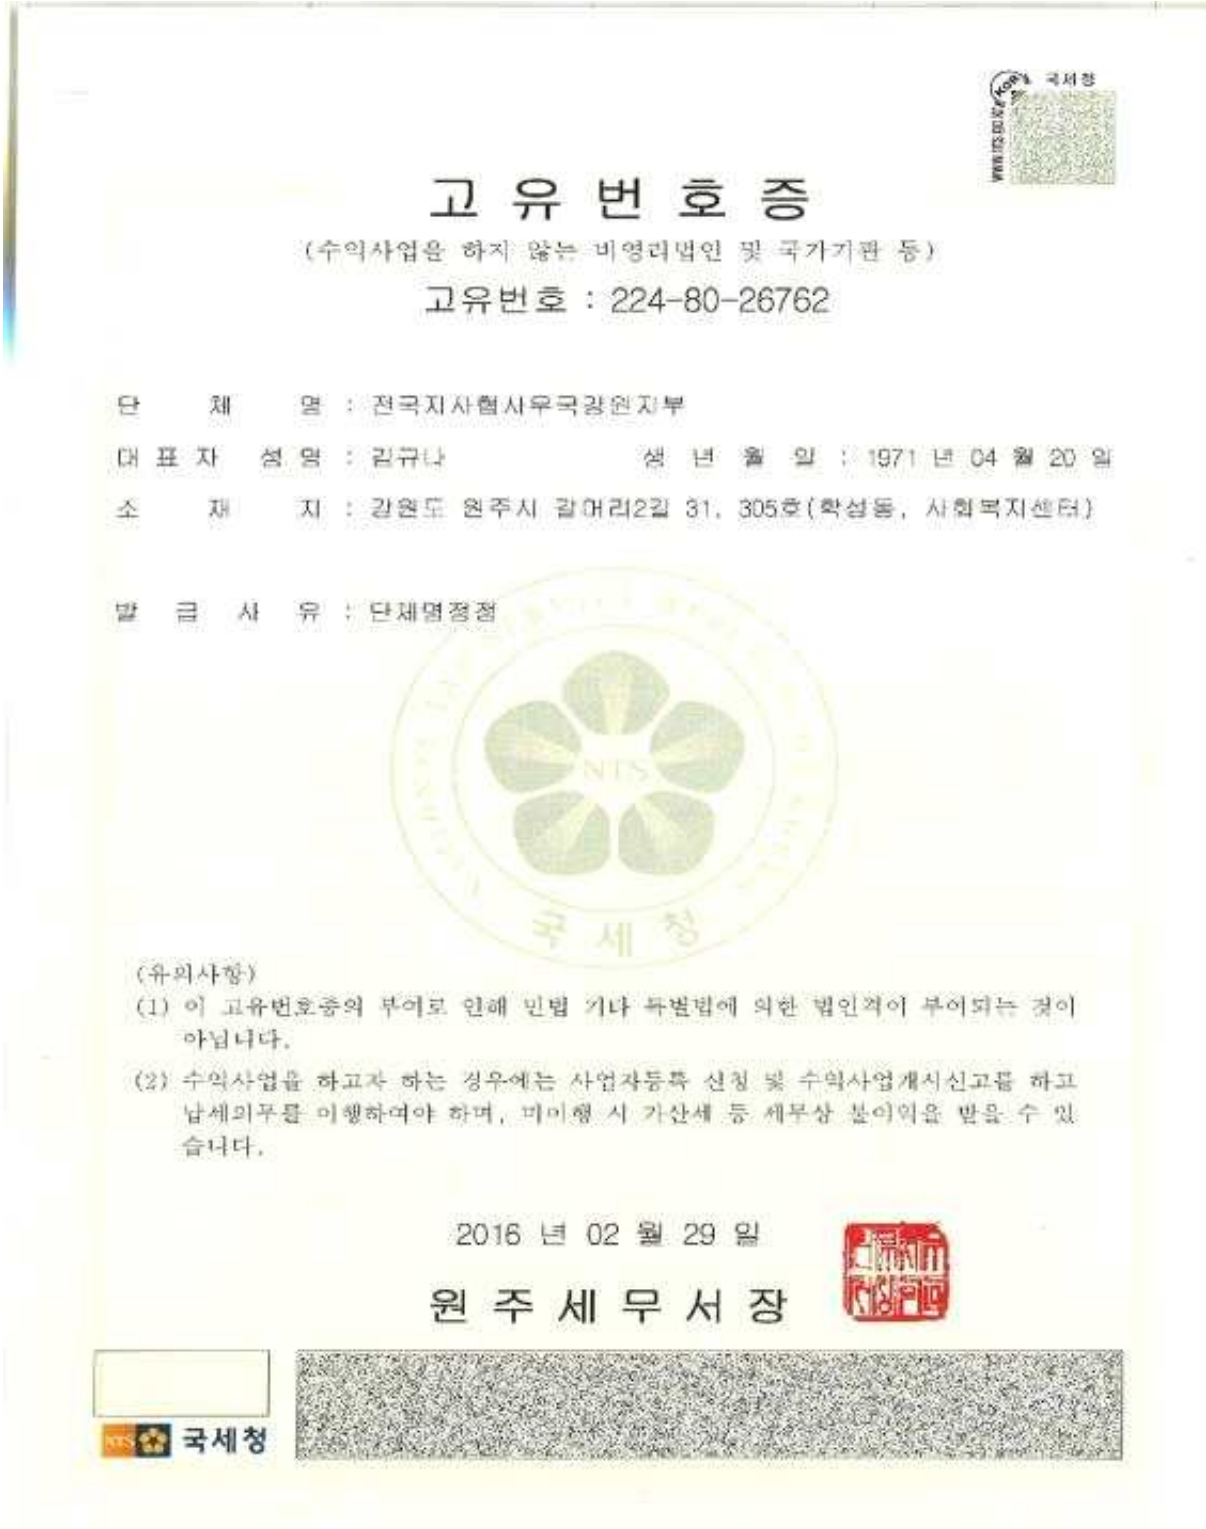 국세청
www.nts.go.kr
고유번호증
(수익사업을 하지 않는 비영리법인 및 국가기관 등)
고유번호 : 224-80-26762
단 체 명 : 전국지사협사무국강원지부
대 표 자 성 명 : 김규나 생 년 월 일 : 1971 년 04 월 20 일
소 재 지 : 강원도 원주시 갈머리2길 31, 305호(학성동, 사회복지센터)
발 급 사 유 : 단체명정정
NTS
국세청
(유의사항)
(1) 이 고유번호증의 부여로 인해 민법 기타 특별법에 의한 법인격이 부여되는 것이
아닙니다.
(2) 수익사업을 하고자 하는 경우에는 사업자등록 신청 및 수익사업개시신고를 하고
납세의무를 이행하여야 하며, 미이행 시 가산세 등 세무상 불이익을 받을 수 있
습니다.
2016 년 02 월 29 일
원주세무서장
NTS 국세청